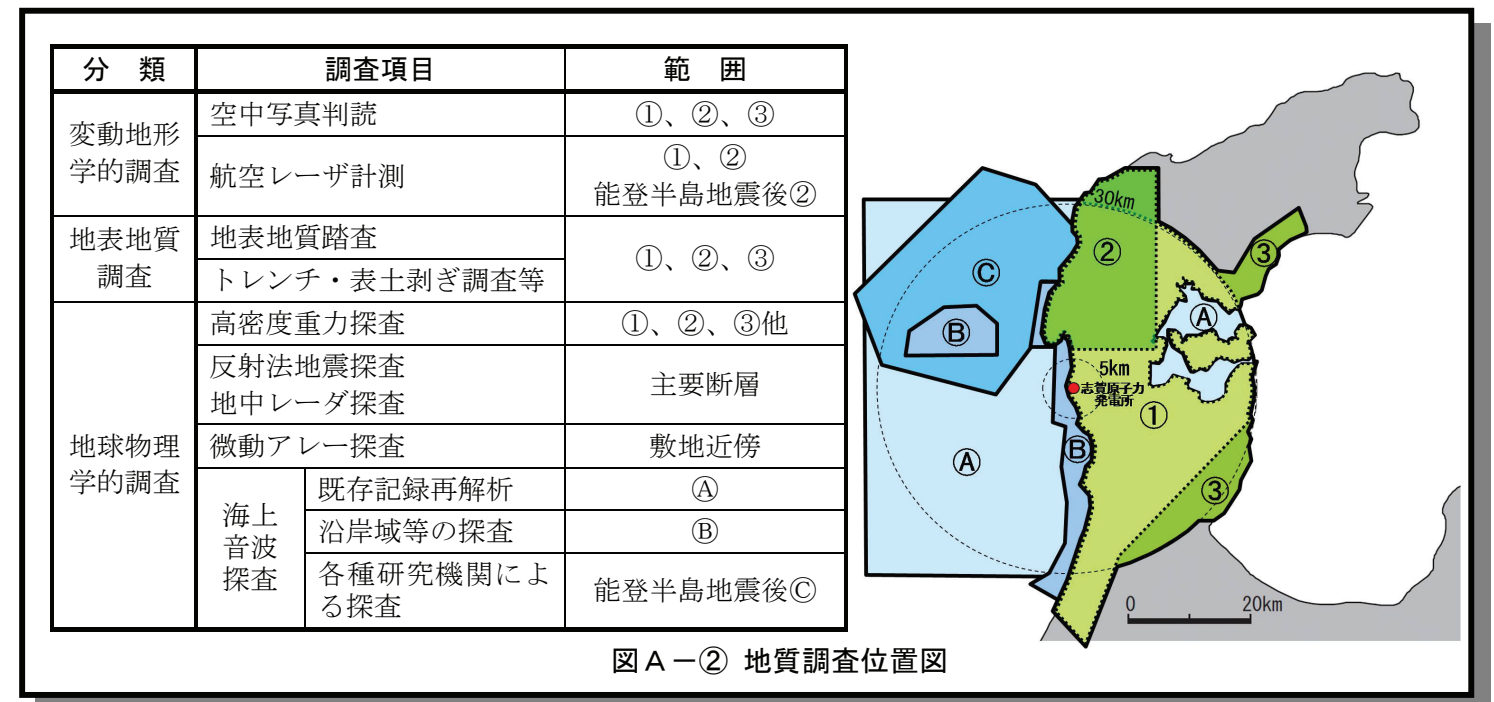 分　類　調査項目　範　囲
変動地形
学的調査
空中写真判読
①、②、③
航空レーザ計測
①、②
能登半島地震後②
地表地質
調査
地表地質踏査
トレンチ・表土剥ぎ調査等
①、②、③
地球物理
学的調査
高密度重力探査
①、②、③他
反射法地震探査
地中レーダ探査
主要断層
微動アレー探査
敷地近傍
海上
音波
探査
既存記録再解析
Ⓐ
沿岸域等の探査
Ⓑ
各種研究機関によ
る探査
能登半島地震後Ⓒ
30km
②
③
Ⓒ
Ⓐ
Ⓑ
5km
志賀原子力
発電所
①
Ⓑ
Ⓐ
③
0
20km
図A－② 地質調査位置図